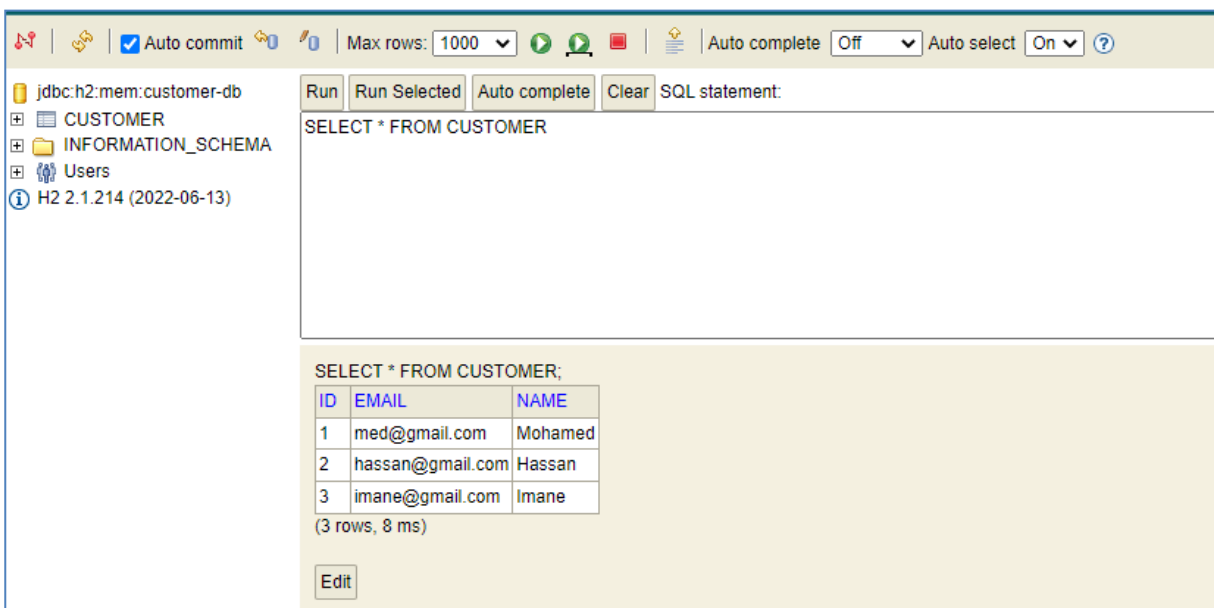 Auto commit Max rows: 1000 Auto complete Off Auto select On ?
jdbc:h2:mem:customer-db
CUSTOMER
INFORMATION_SCHEMA
Users
H2 2.1.214 (2022-06-13)
Run Run Selected Auto complete Clear SQL statement:
SELECT * FROM CUSTOMER
SELECT * FROM CUSTOMER;
ID EMAIL NAME
1 med@gmail.com Mohamed
2 hassan@gmail.com Hassan
3 imane@gmail.com Imane
(3 rows, 8 ms)
Edit